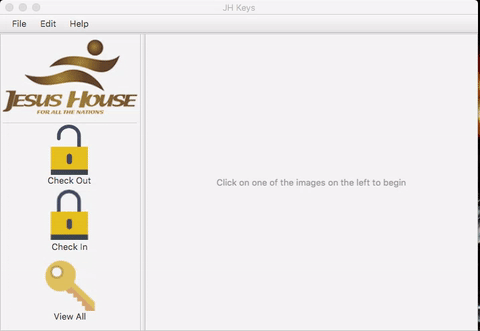 JH Keys
File Edit Help
JESUS HOUSE
FOR ALL THE NATIONS
Check Out
Check In
View All
Click on one of the images on the left to begin